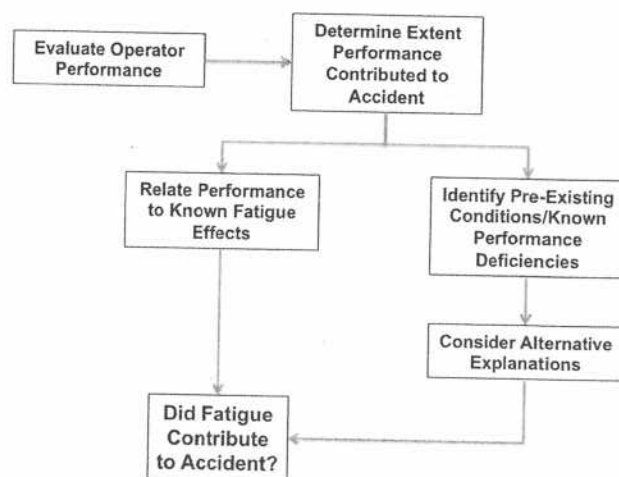 Evaluate Operator
Performance
Determine Extent
Performance
Contributed to
Accident
Relate Performance
to Known Fatigue
Effects
Identify Pre-Existing
Conditions/Known
Performance
Deficiencies
Consider Alternative
Explanations
Did Fatigue
Contribute
to Accident?